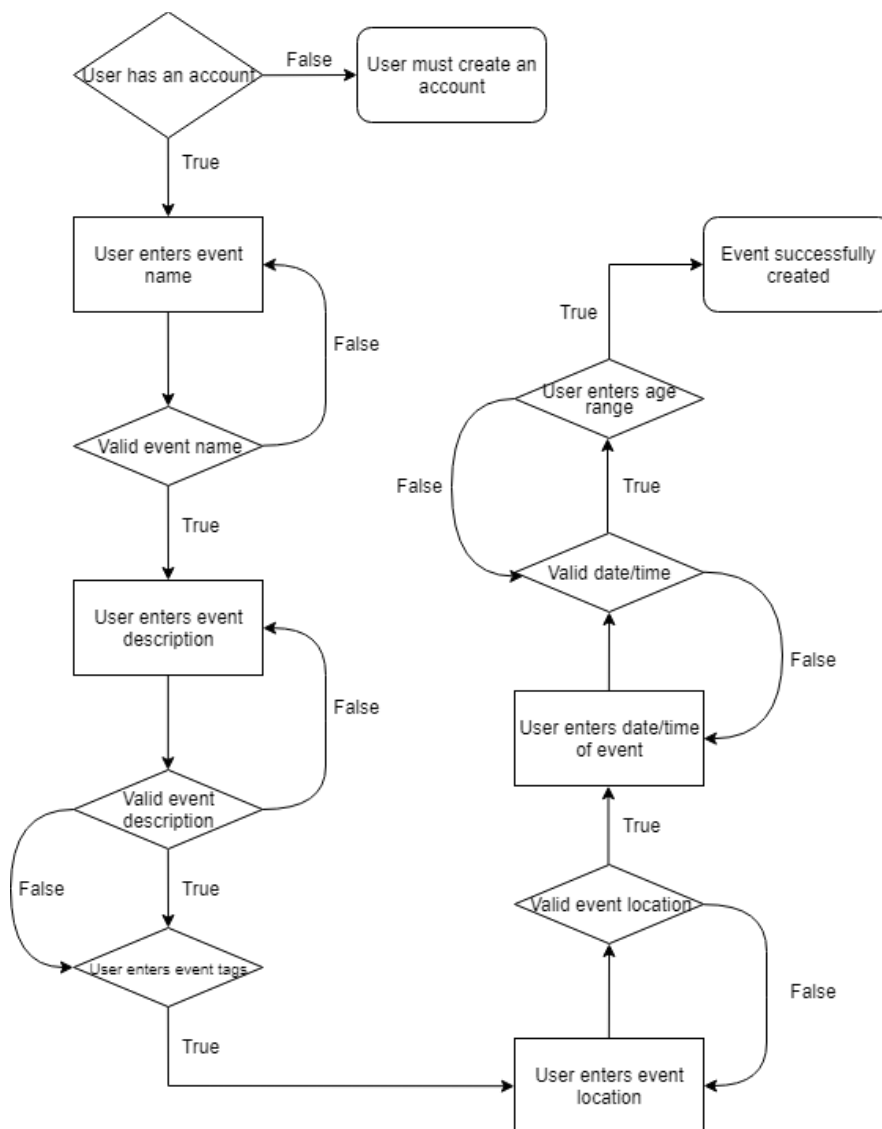 User has an account
False
User must create an
account
True
User enters event
name
False
Valid event name
True
User enters event
description
False
Valid event
description
False
True
User enters event tags
True
User enters event
location
False
Valid event location
True
User enters date/time
of event
False
Valid date/time
True
False
User enters age
range
True
Event successfully
created